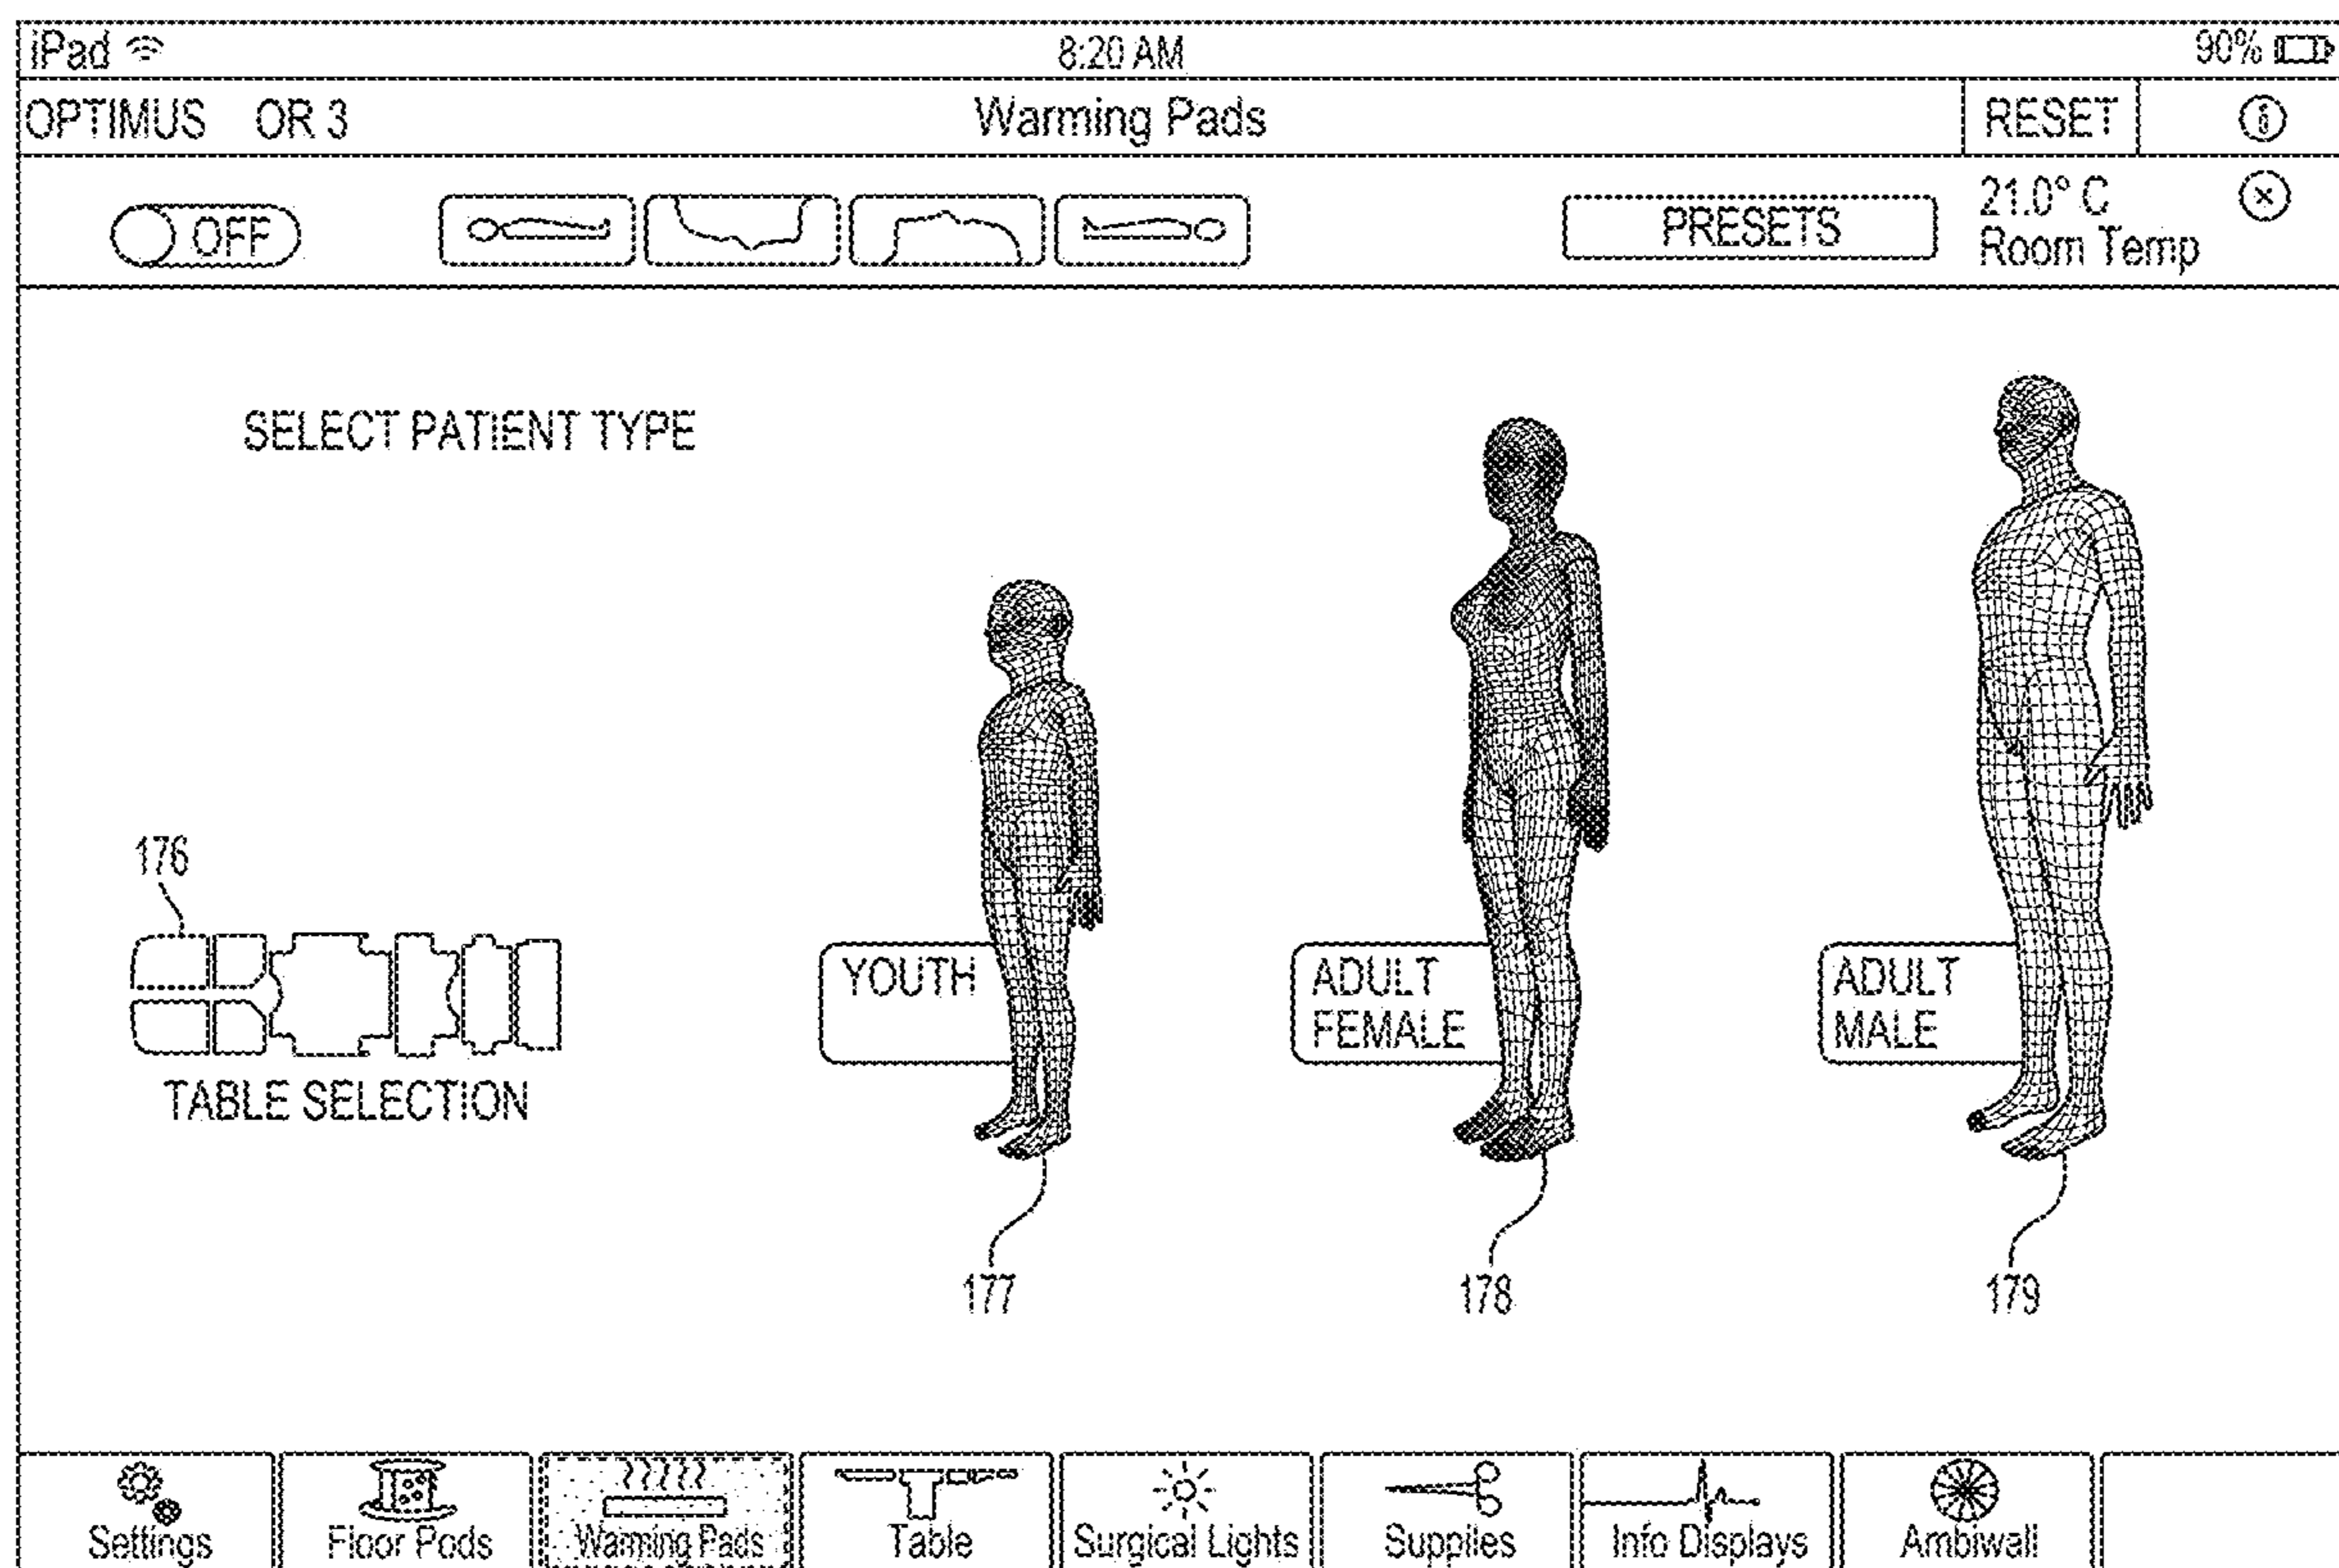 iPad 8:20 AM 90%
OPTIMUS OR 3 Warming Pads RESET
OFF PRESETS 21.0° C
Room Temp
SELECT PATIENT TYPE
176
TABLE SELECTION
YOUTH
ADULT
FEMALE
ADULT
MALE
177 178 179
Settings Floor Pods Warming Pads Table Surgical Lights Supplies Info Displays Ambiwall